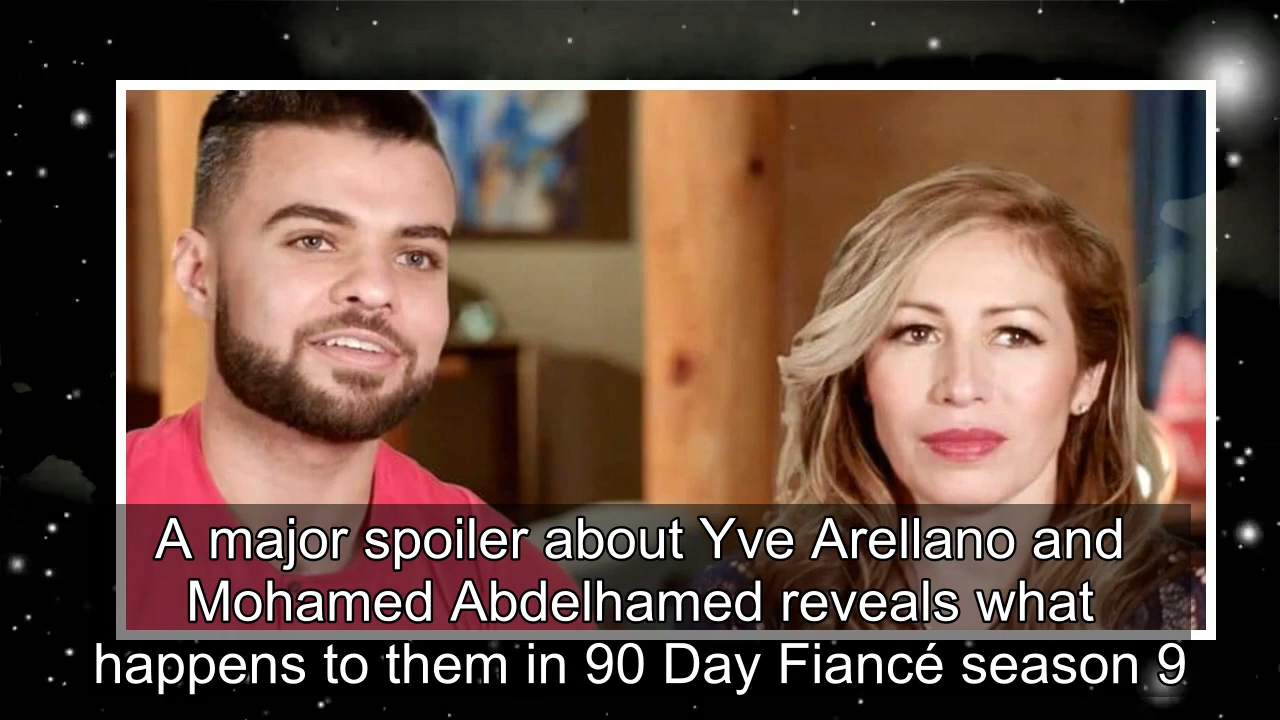 A major spoiler about Yve Arellano and
Mohamed Abdelhamed reveals what
happens to them in 90 Day Fiancé season 9